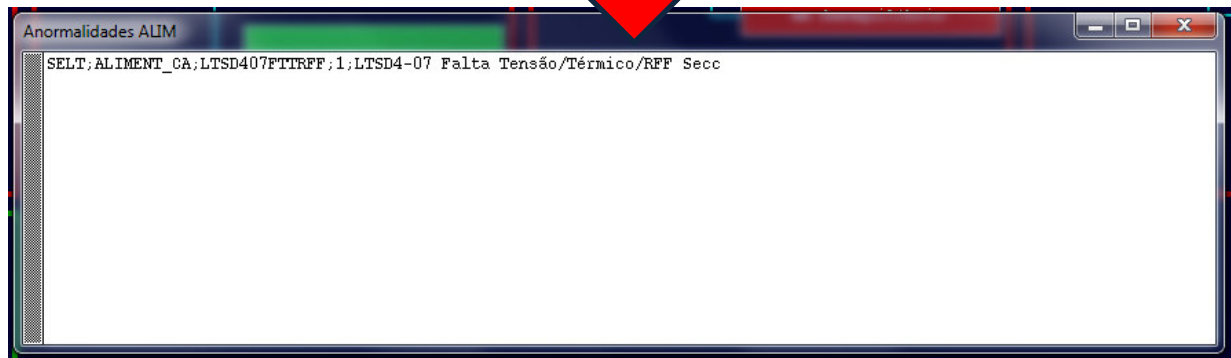 Anormalidades ALIM
SELT;ALIMENT_CA;LTSD407FTTRFF;1;LTSD4-07 Falta Tensão/Térmico/RFF Secc